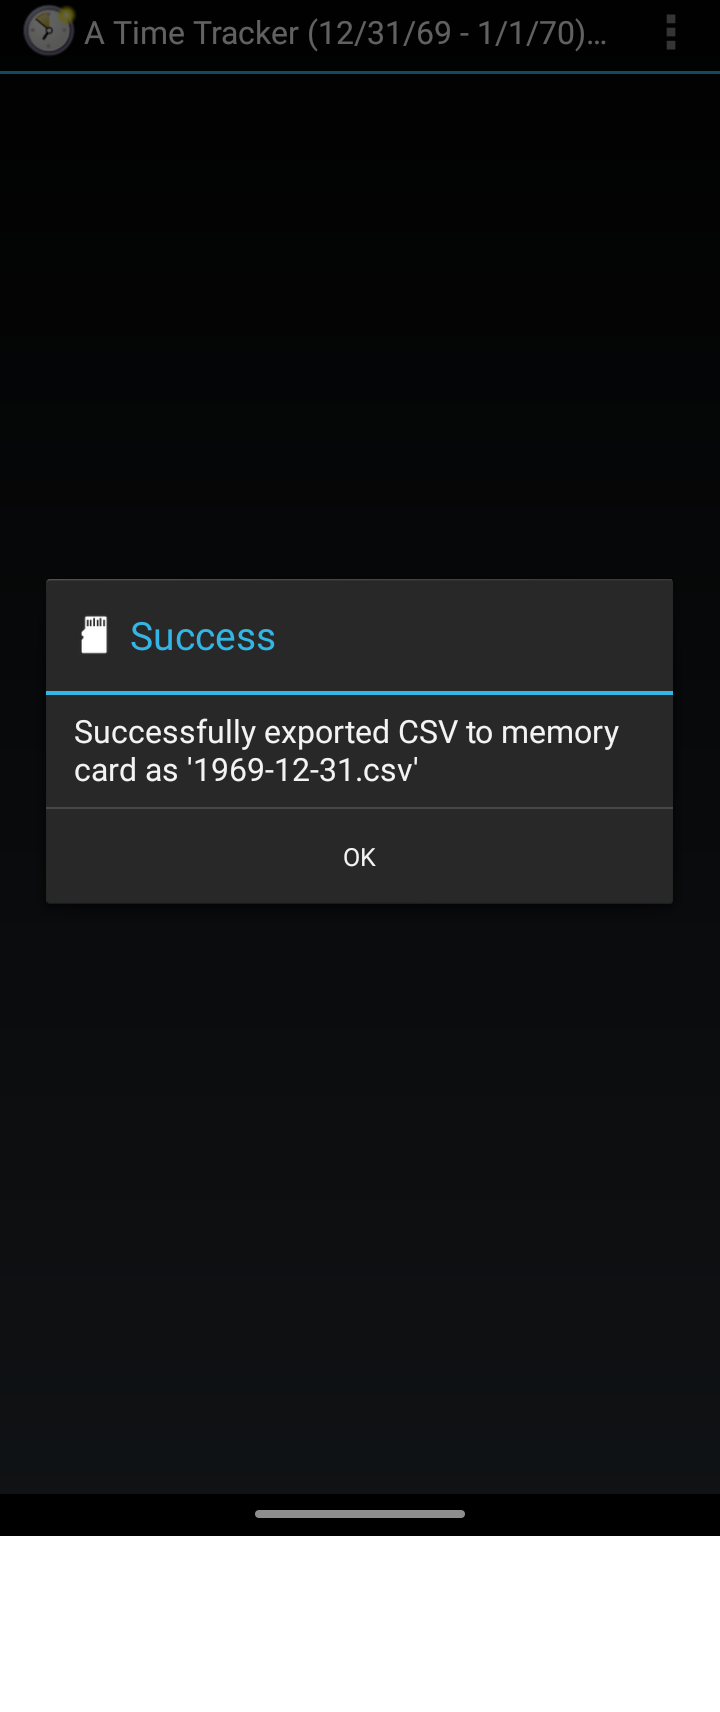 A Time Tracker (12/31/69 - 1/1/70)...
Success
Successfully exported CSV to memory
card as '1969-12-31.csv'
OK